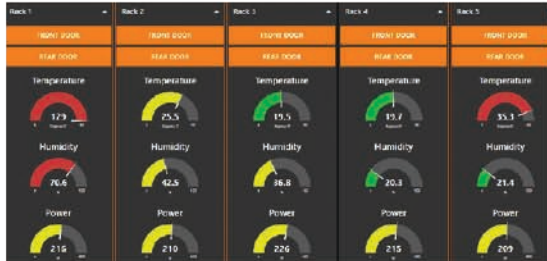 Rack 1
FRONT DOOR
REAR DOOR
Temperature
129
Humidity
70.6
Power
216
Rack 2
FRONT DOOR
REAR DOOR
Temperature
25.5
Humidity
42.5
Power
210
Rack 3
FRONT DOOR
REAR DOOR
Temperature
19.5
Humidity
36.8
Power
226
Rack 4
FRONT DOOR
REAR DOOR
Temperature
19.7
Humidity
20.3
Power
215
Rack 5
FRONT DOOR
REAR DOOR
Temperature
35.3
Humidity
21.4
Power
209